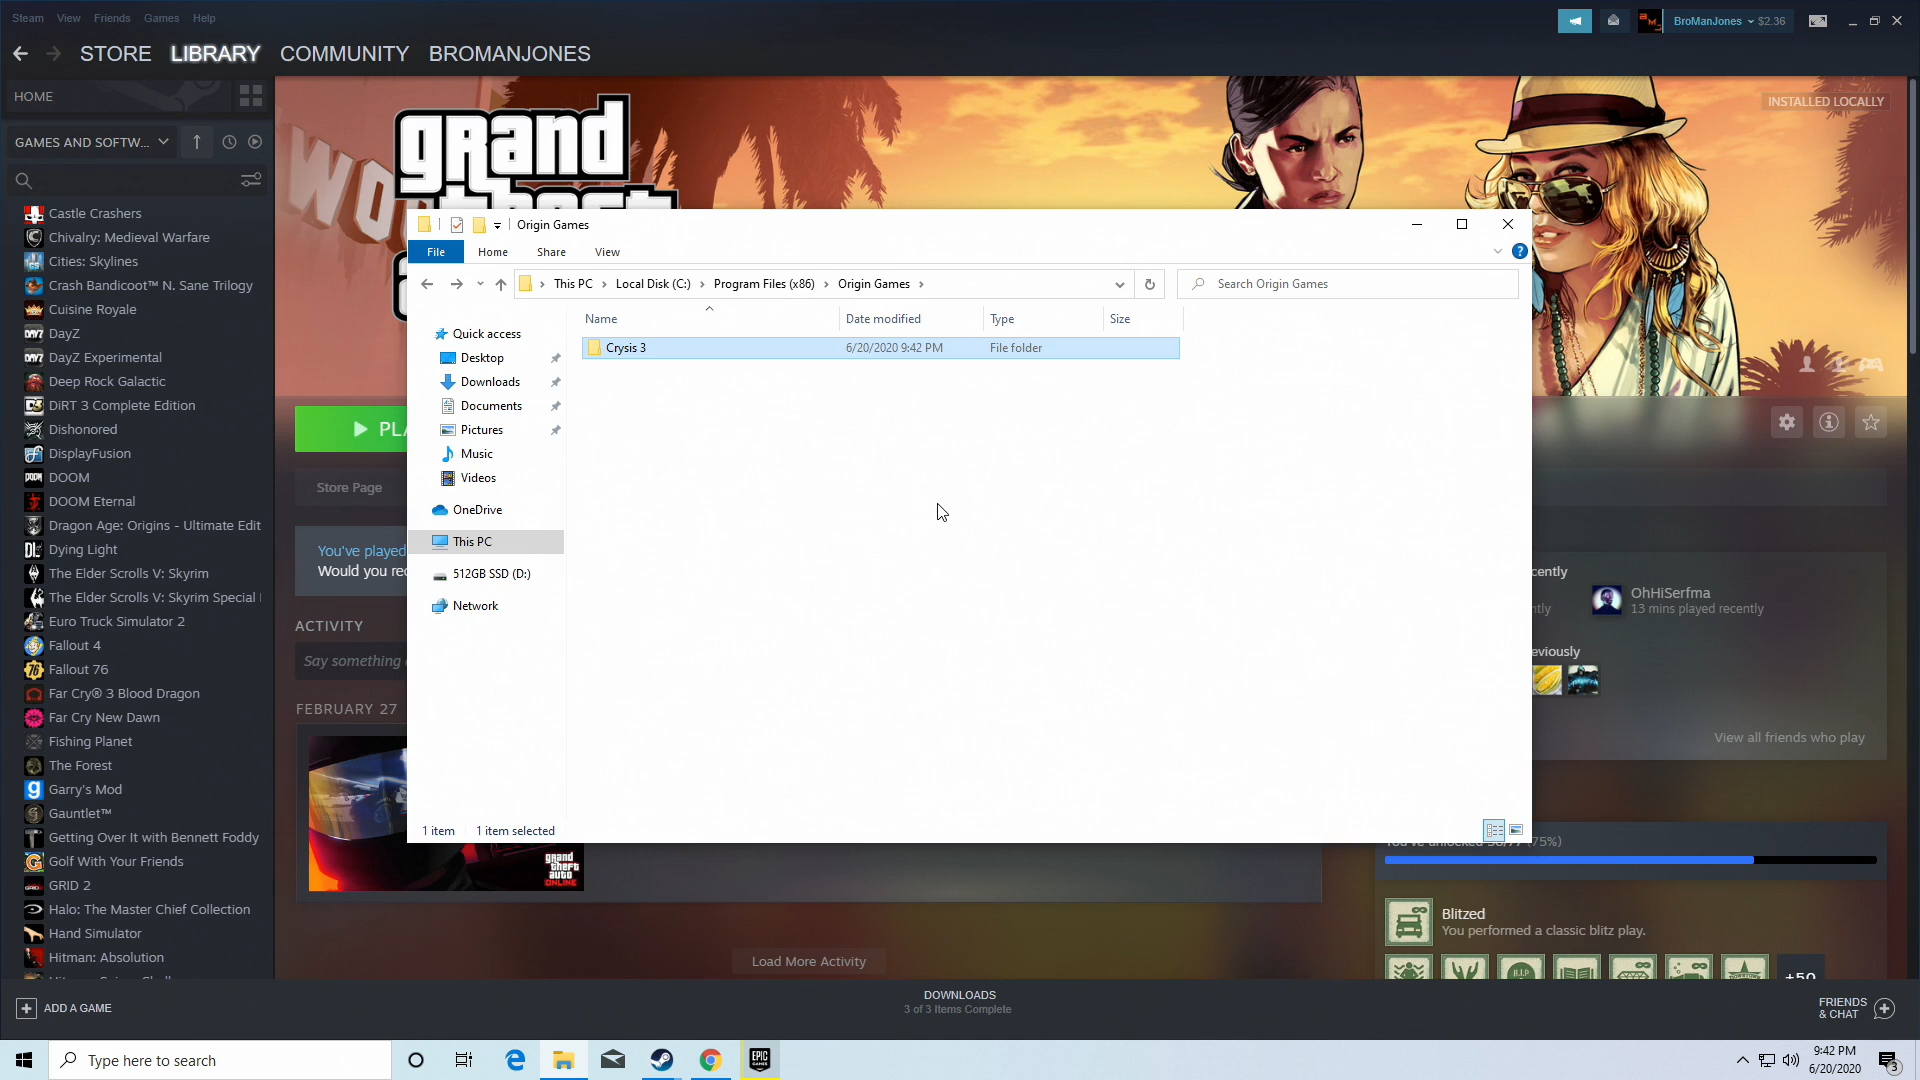 Steam View Friends Games Help
BroManJones $2.36
STORE LIBRARY COMMUNITY BROMANJONES
HOME
INSTALLED LOCALLY
GAMES AND SOFTW...
Castle Crashers
Chivalry: Medieval Warfare
Cities: Skylines
Crash Bandicoot™ N. Sane Trilogy
Cuisine Royale
DayZ
DayZ Experimental
Deep Rock Galactic
DiRT 3 Complete Edition
Dishonored
DisplayFusion
DOOM
DOOM Eternal
Dragon Age: Origins - Ultimate Edit
Dying Light
The Elder Scrolls V: Skyrim
The Elder Scrolls V: Skyrim Special
Euro Truck Simulator 2
Fallout 4
Fallout 76
Far Cry® 3 Blood Dragon
Far Cry New Dawn
Fishing Planet
The Forest
Garry's Mod
Gauntlet™
Getting Over It with Bennett Foddy
Golf With Your Friends
GRID 2
Halo: The Master Chief Collection
Hand Simulator
Hitman: Absolution
grand
Origin Games
File Home Share View
This PC Local Disk (C:) Program Files (x86) Origin Games
Search Origin Games
Name Date modified Type Size
Crysis 3 6/20/2020 9:42 PM File folder
Quick access
Desktop
Downloads
Documents
Pictures
Music
Videos
OneDrive
This PC
512GB SSD (D:)
Network
1 item 1 item selected
PLA
Store Page
You've played
Would you rec
ACTIVITY
Say something
FEBRUARY 27
grand
theft
auto
ONLINE
Load More Activity
cently
OhHiSerfma
13 mins played recently
eviously
View all friends who play
75%)
Blitzed
You performed a classic blitz play.
R.I.P
+50
ADD A GAME
DOWNLOADS
3 of 3 Items Complete
FRIENDS
& CHAT
Type here to search
EPIC
GAMES
9:42 PM
6/20/2020
3